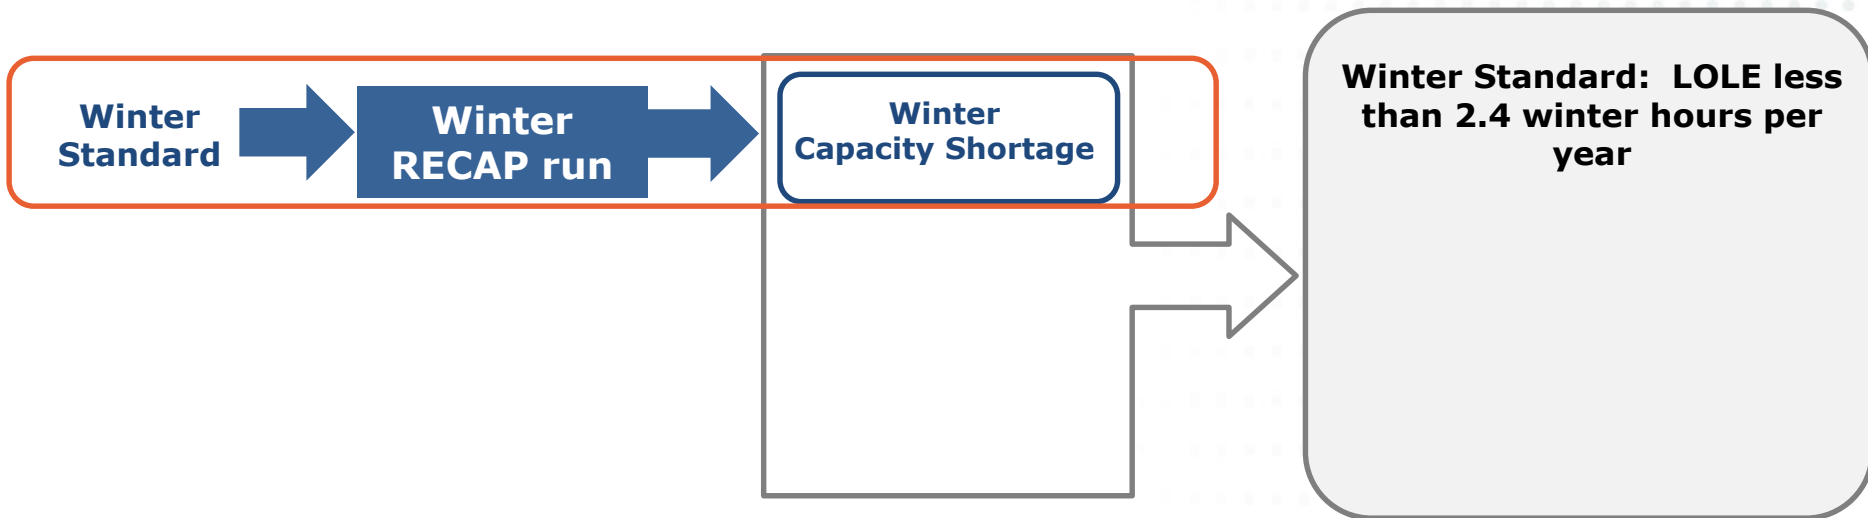 Winter
Standard
Winter
RECAP run
Winter
Capacity Shortage
Winter Standard:  LOLE less
than 2.4 winter hours per
year